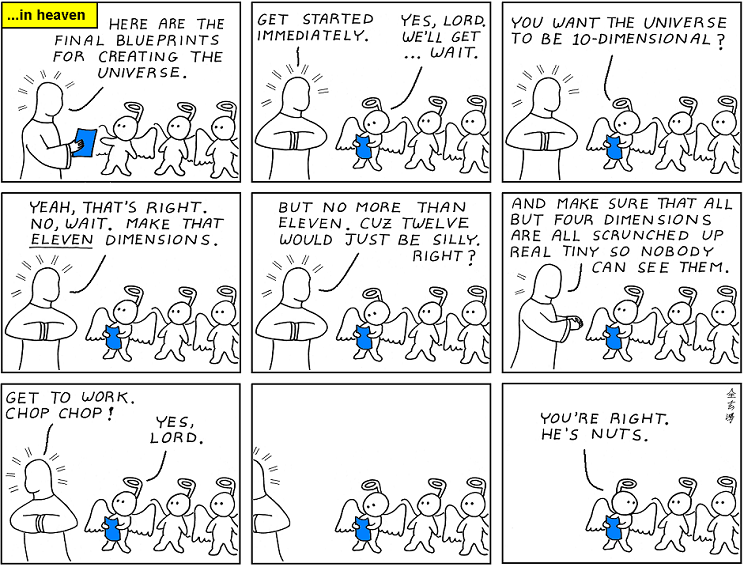 ...in heaven
HERE ARE THE
FINAL BLUEPRINTS
FOR CREATING THE
UNIVERSE.
GET STARTED
IMMEDIATELY.
YES, LORD.
WE'LL GET
... WAIT.
YOU WANT THE UNIVERSE
TO BE 10-DIMENSIONAL?
YEAH, THAT'S RIGHT.
NO, WAIT. MAKE THAT
ELEVEN DIMENSIONS.
BUT NO MORE THAN
ELEVEN. CUZ TWELVE
WOULD JUST BE SILLY.
RIGHT?
AND MAKE SURE THAT ALL
BUT FOUR DIMENSIONS
ARE ALL SCRUNCHED UP
REAL TINY SO NOBODY
CAN SEE THEM.
GET TO WORK.
CHOP CHOP!
YES,
LORD.
YOU'RE RIGHT.
HE'S NUTS.